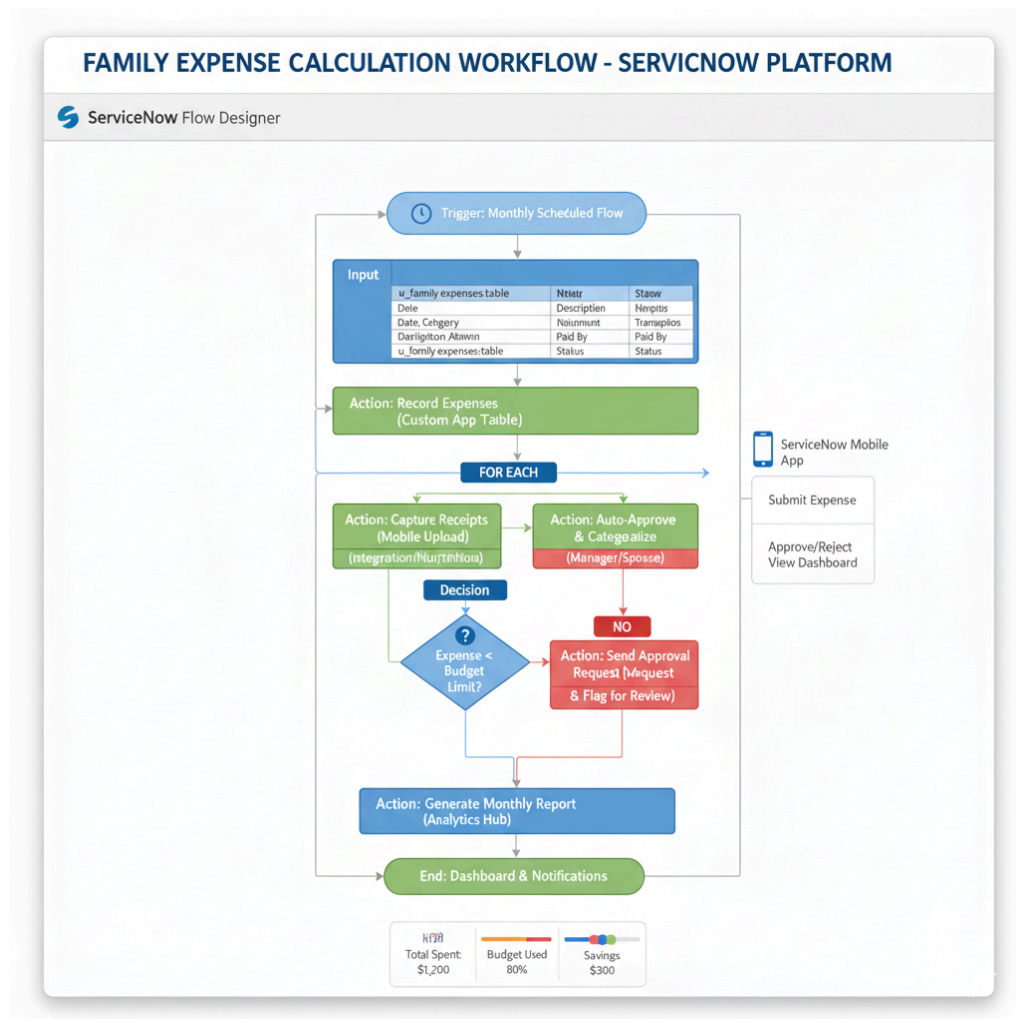 FAMILY EXPENSE CALCULATION WORKFLOW - SERVICNOW PLATFORM
ServiceNow Flow Designer
Trigger: Monthly Scheduled Flow
Input
u_family expenses table
Description
Date,
Paid By
Paid By
u_family expenses:table
Status
Action: Record Expenses
(Custom App Table)
FOR EACH
ServiceNow Mobile
App
Submit Expense
Approve/Reject
View Dashboard
Action: Capture Receipts
(Mobile Upload)
Action: Auto-Approve
&
(Manager/Spouse)
Decision
NO
?
Expense <
Budget
Limit?
Action: Send Approval
Request
& Flag for Review)
Action: Generate Monthly Report
(Analytics Hub)
End: Dashboard & Notifications
Total Spent:
$1,200
Budget Used
80%
Savings
$300